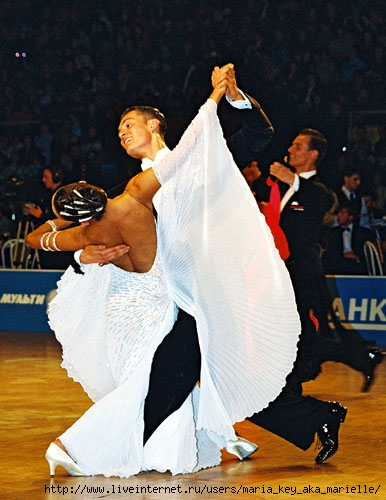 МУЛЬТИ
АНК
http://www.liveinternet.ru/users/maria_key_aka_marielle/